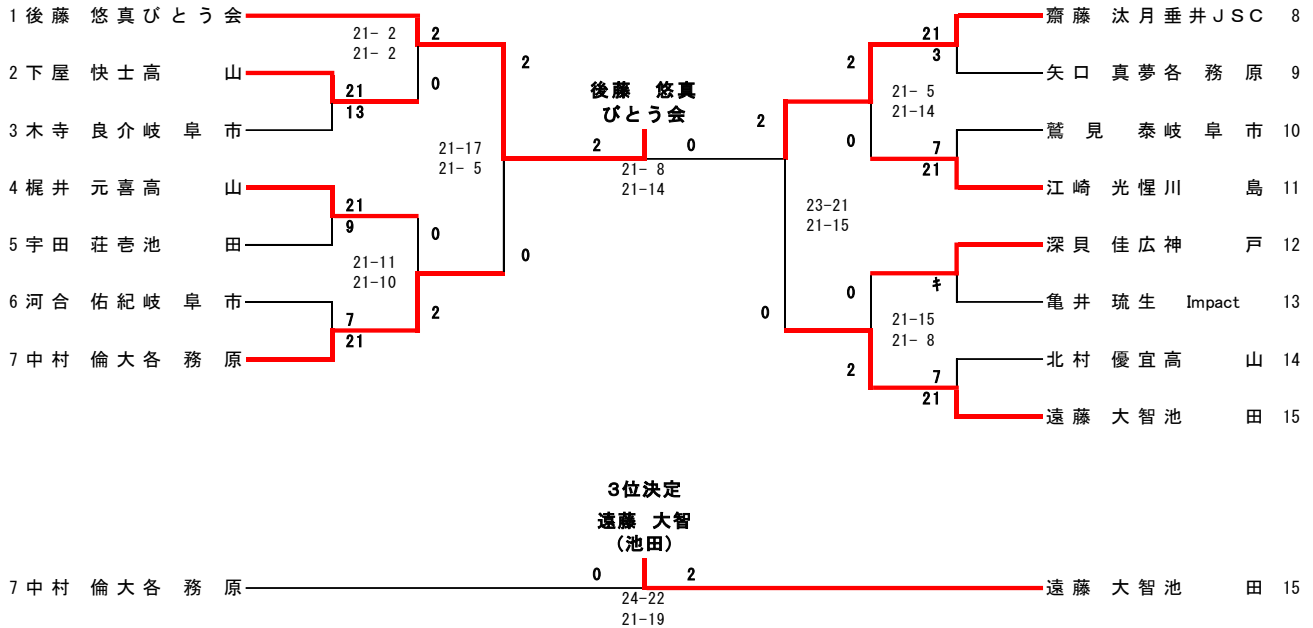 1 後藤 悠真びとう会
21- 2
21- 2
2
0
2 下屋 快士高 山
21
13
3 木寺 良介岐 阜 市
2
21-17
21- 5
4 梶井 元喜高 山
21
9
5 宇田 荘壱池 田
21-11
21-10
0
2
0
6 河合 佑紀岐 阜 市
7
21
7 中村 倫大各 務 原
後藤 悠真
びとう会
2 0
21- 8
21-14
齋藤 汰月垂井JSC 8
21
3
矢口 真夢各 務 原 9
2
21- 5
21-14
0
鷲見 泰岐 阜 市 10
7
21
江崎 光惺川 島 11
2
23-21
21-15
0
深貝 佳広神 戸 12
キ
亀井 琉生 Impact 13
0
21-15
21- 8
2
北村 優宜高 山 14
7
21
遠藤 大智池 田 15
3位決定
遠藤 大智
(池田)
7 中村 倫大各 務 原
0 2
24-22
21-19
遠藤 大智池 田 15